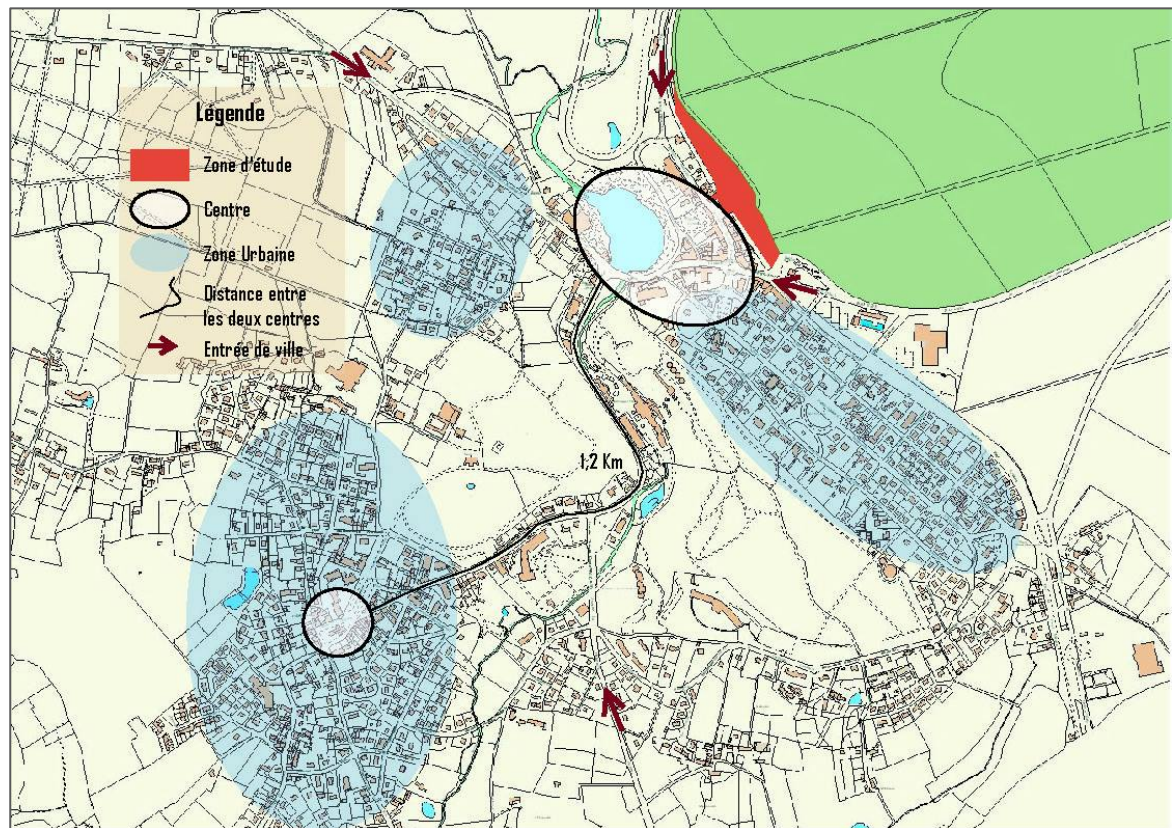 Légende
Zone d'étude
Centre
Zone Urbaine
Distance entre
les deux centres
Entrée de ville
1,2 Km